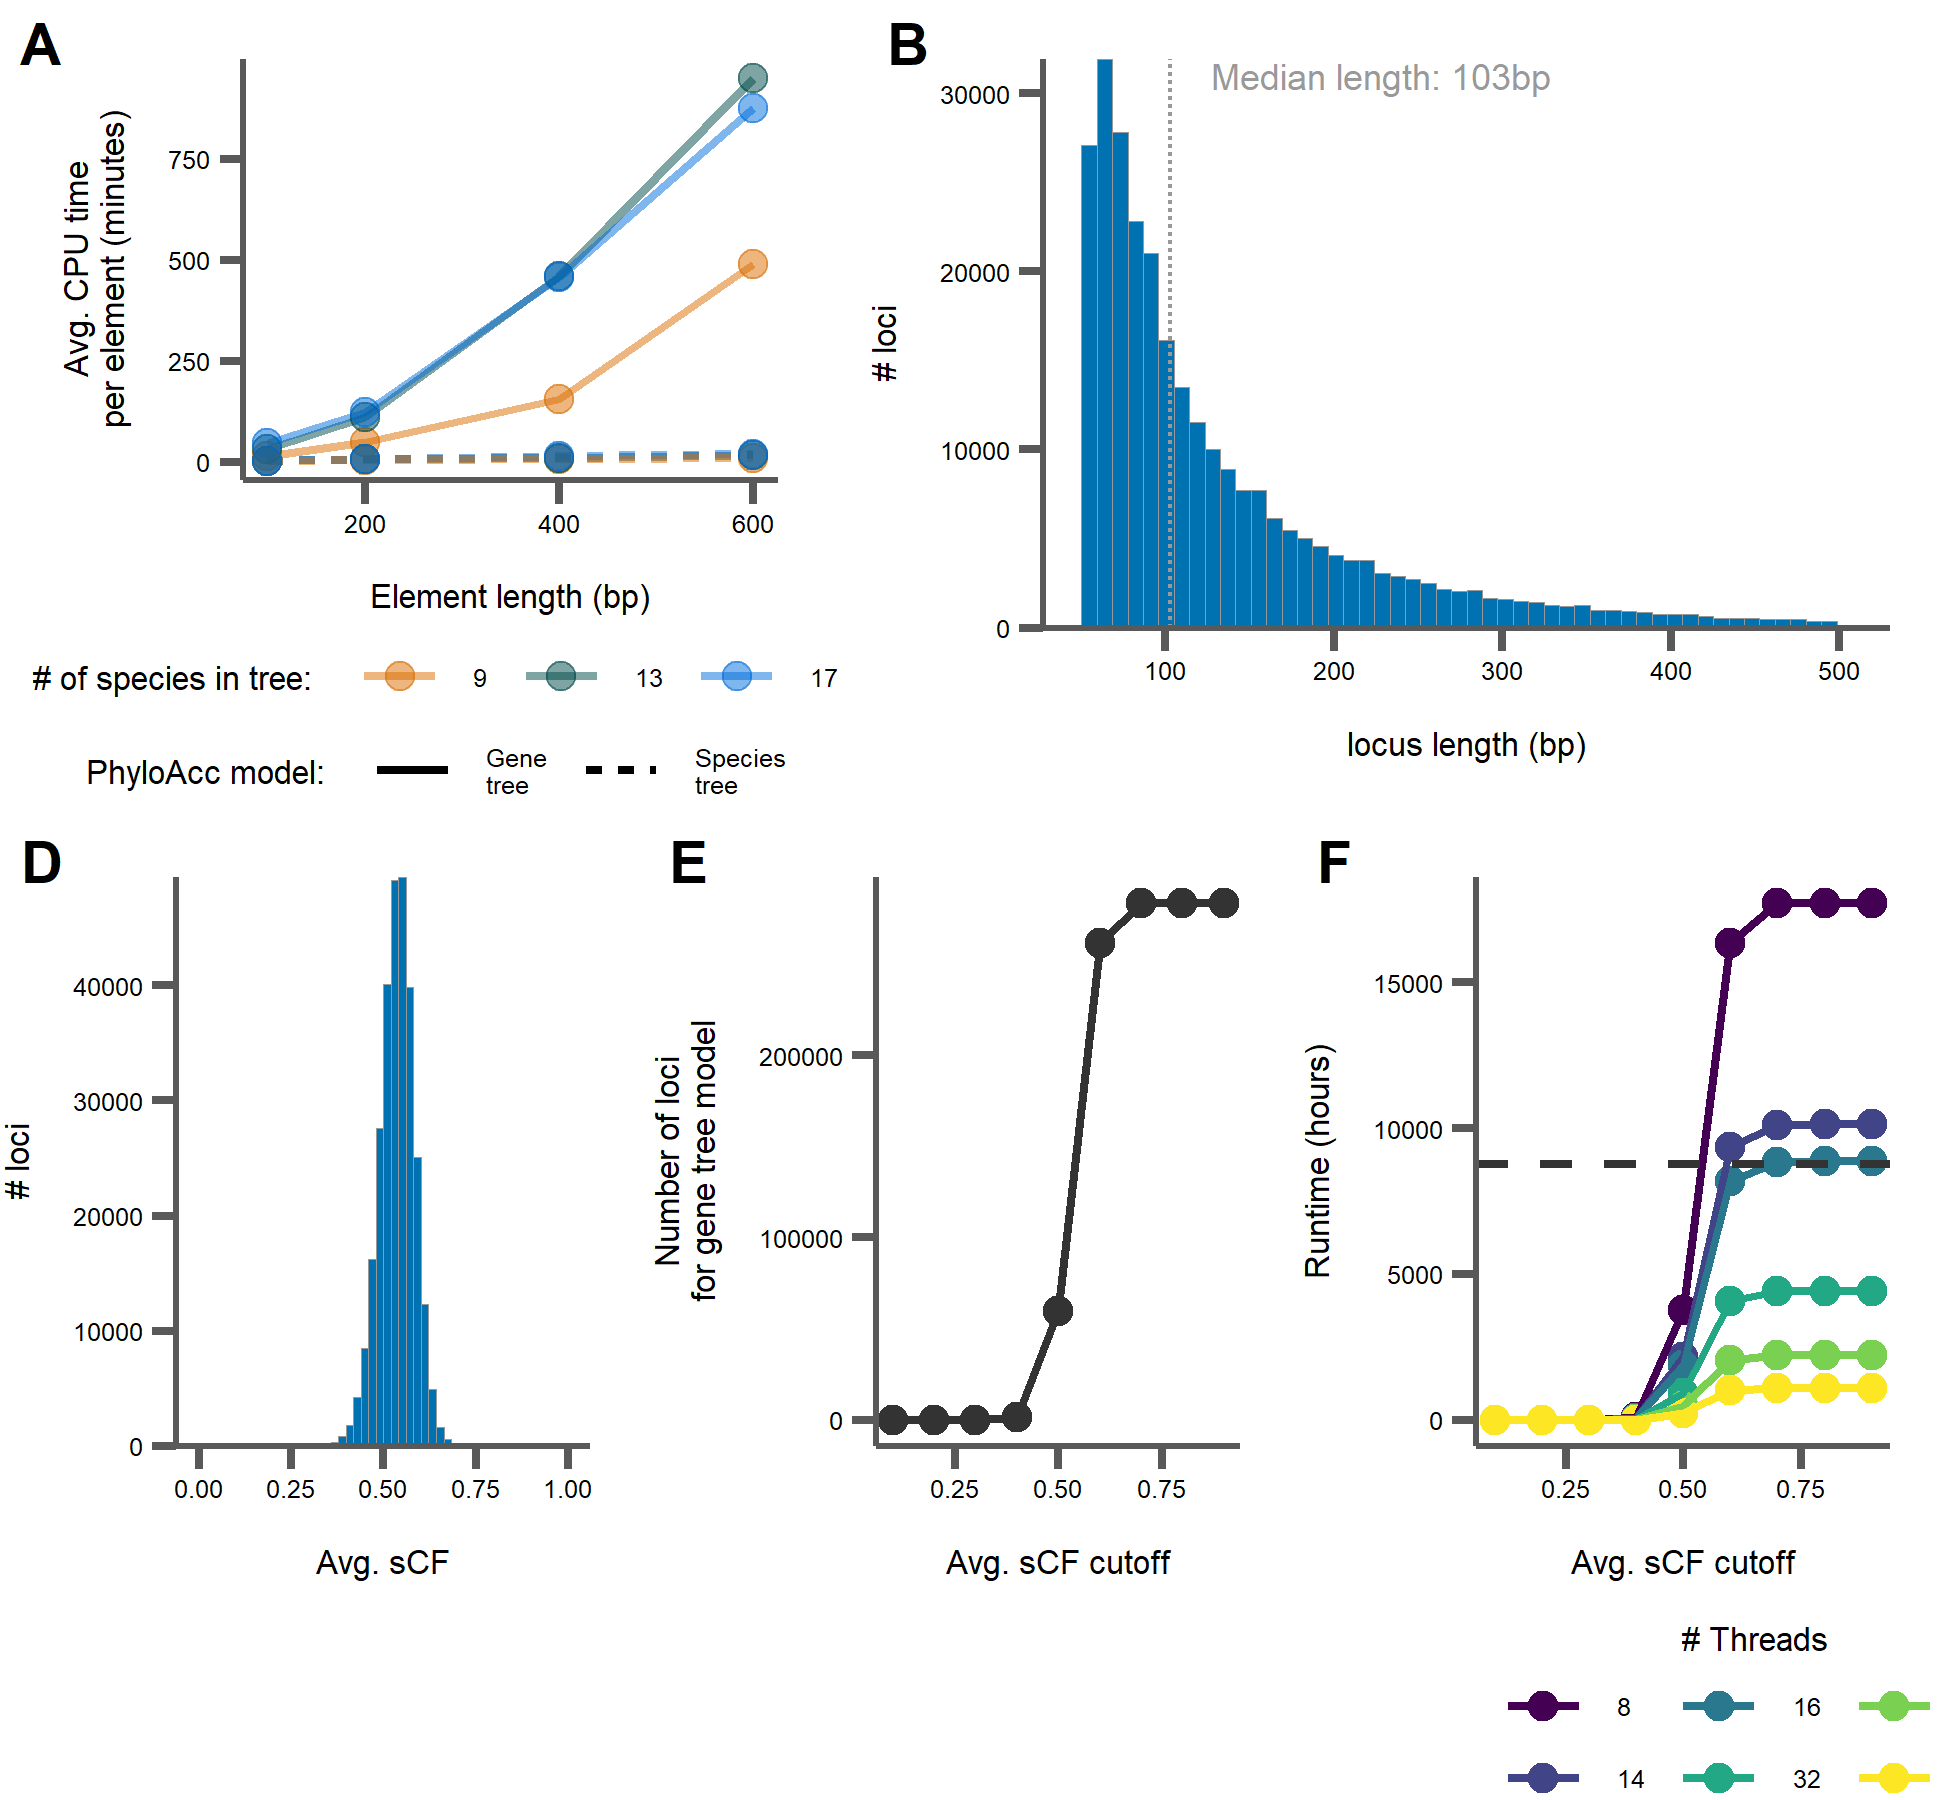 A
Avg. CPU time
per element (minutes)
750
500
250
0
200
400
600
Element length (bp)
# of species in tree:
9
13
17
PhyloAcc model:
Gene
tree
Species
tree
B
Median length: 103bp
# loci
30000
20000
10000
0
100
200
300
400
500
locus length (bp)
D
# loci
40000
30000
20000
10000
0
0.00
0.25
0.50
0.75
1.00
Avg. sCF
E
Number of loci
for gene tree model
200000
100000
0
0.25
0.50
0.75
Avg. sCF cutoff
F
Runtime (hours)
15000
10000
5000
0
0.25
0.50
0.75
Avg. sCF cutoff
# Threads
8
16
14
32